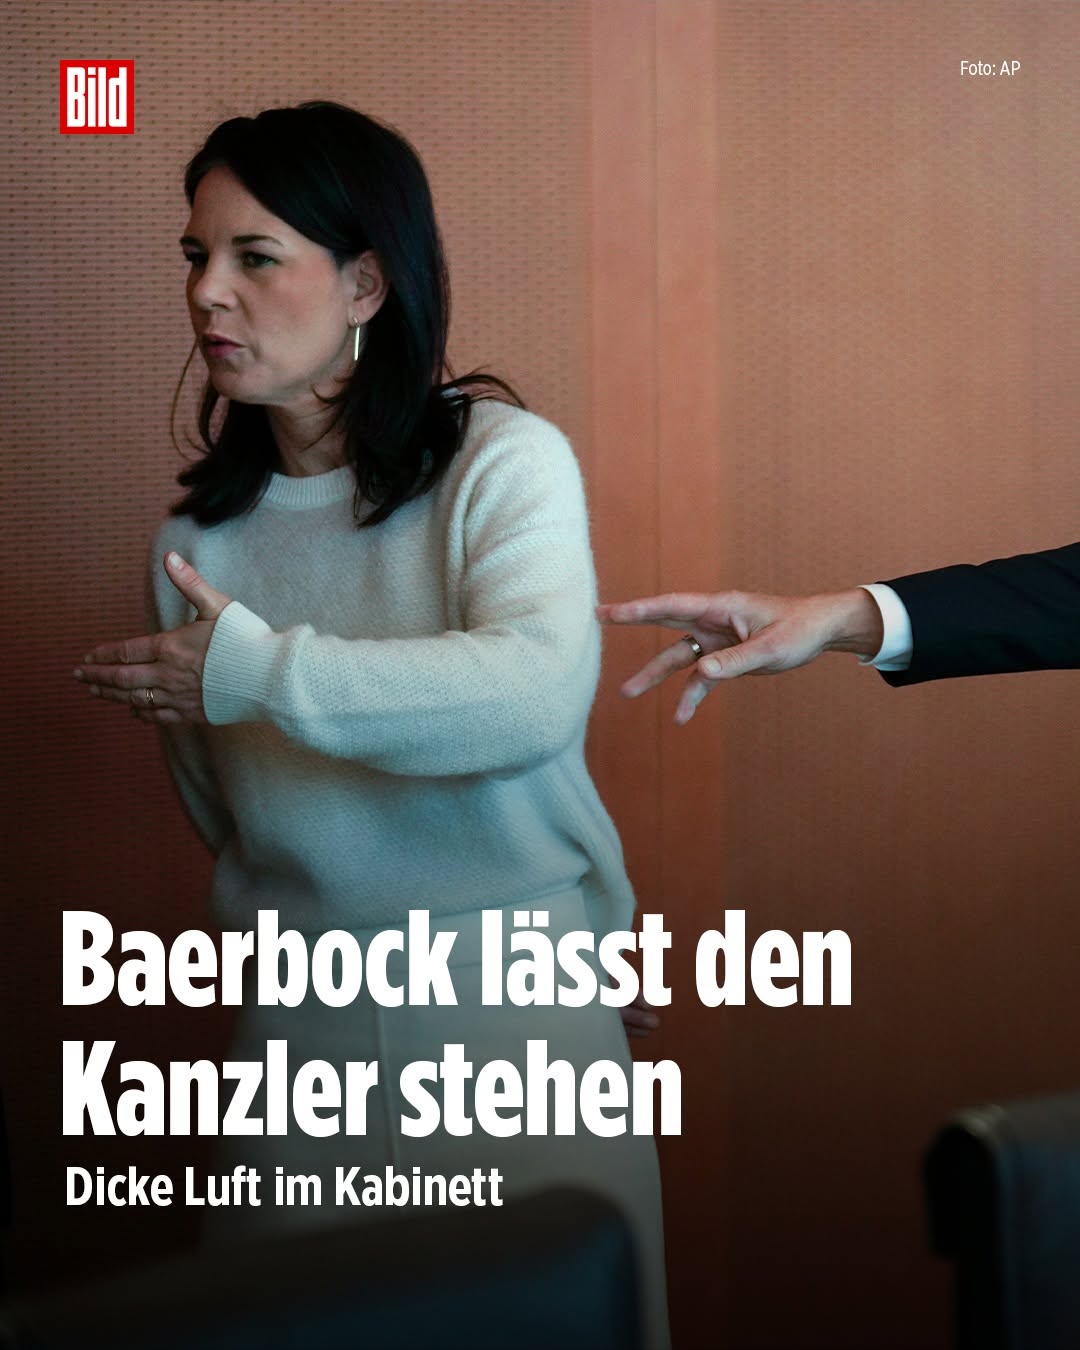 Bild
Foto: AP
Baerbock lässt den
Kanzler stehen
Dicke Luft im Kabinett